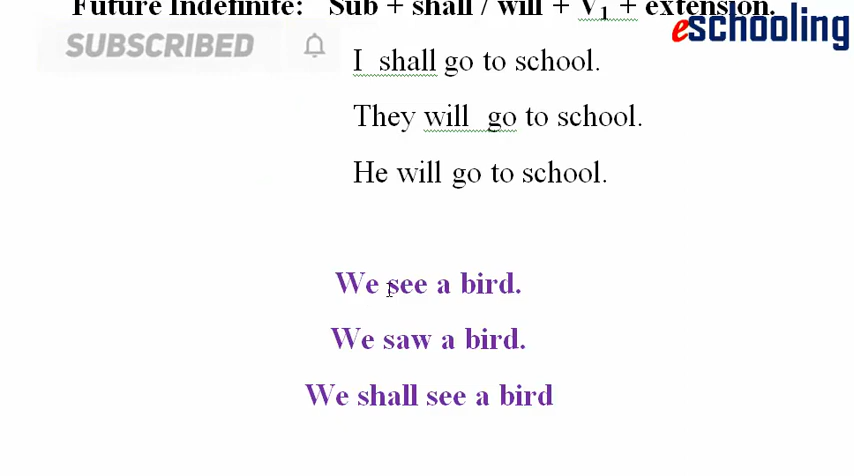 Future Indefinite: Sub + shall / will + V1 + extension.
eschooling
SUBSCRIBED
I shall go to school.
They will go to school.
He will go to school.
We see a bird.
We saw a bird.
We shall see a bird